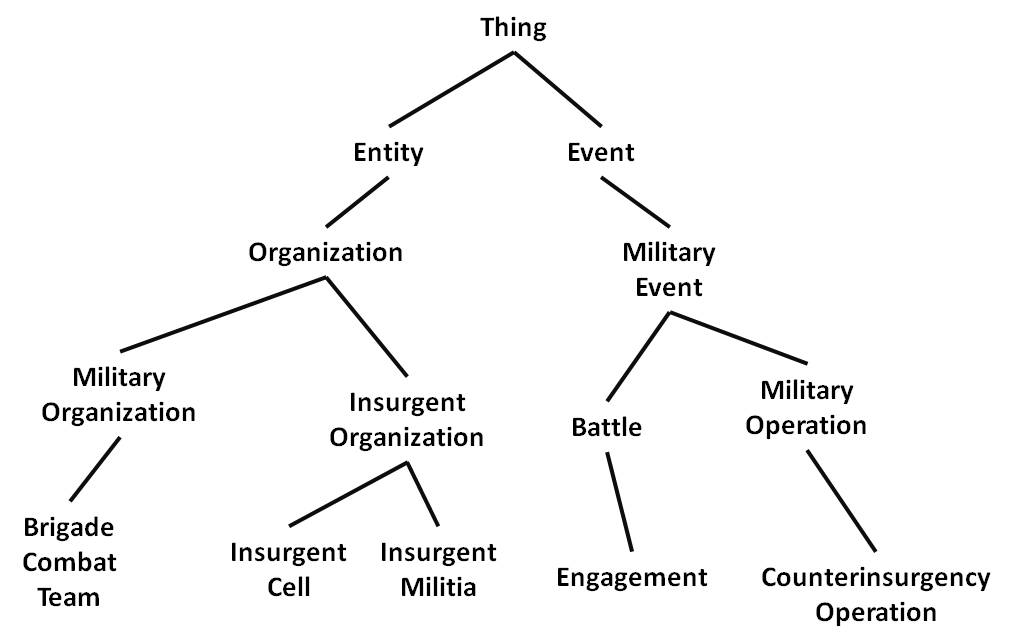 Thing
Entity
Event
Organization
Military
Event
Military
Organization
Insurgent
Organization
Battle
Military
Operation
Brigade
Combat
Team
Insurgent
Cell
Insurgent
Militia
Engagement
Counterinsurgency
Operation